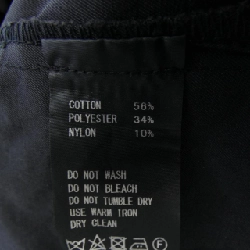 COTTON 56%
POLYESTER 34%
NYLON 10%
DO NOT WASH
DO NOT BLEACH
DO NOT TUMBLE DRY
USE WARM IRON
DRY CLEAN